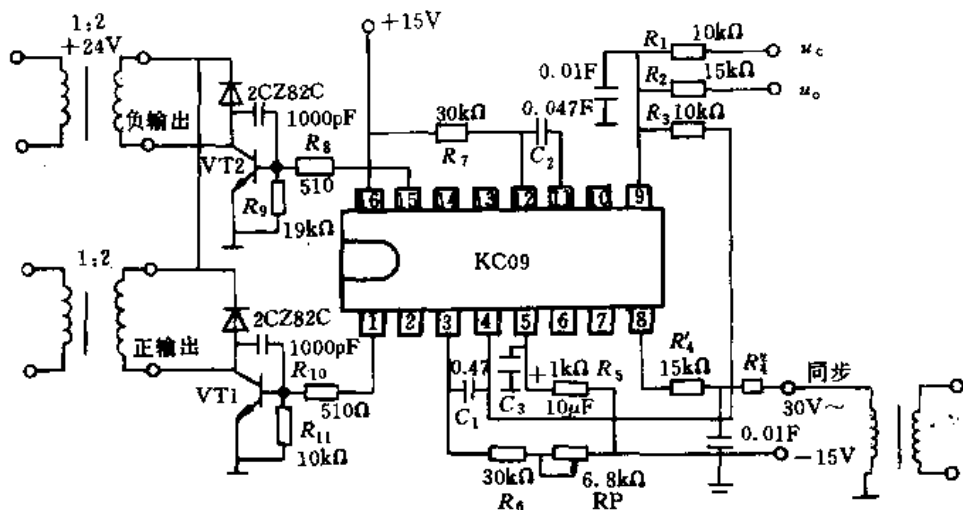 1:2
+24V
负输出
2CZ82C
1000pF
VT2
R8
510
R9
19kΩ
+15V
30kΩ
R7
0.047F
C2
0.01F
R1
10kΩ
uc
R2
15kΩ
uo
R3
10kΩ
16
15
14
13
12
11
10
9
KC09
1
2
3
4
5
6
7
8
1:2
正输出
2CZ82C
1000pF
VT1
R10
510Ω
R11
10kΩ
0.47
C1
C3
+
1kΩ
R5
10μF
30kΩ
R6
6.8kΩ
RP
R'4
15kΩ
R"4
同步
30V~
0.01F
-15V